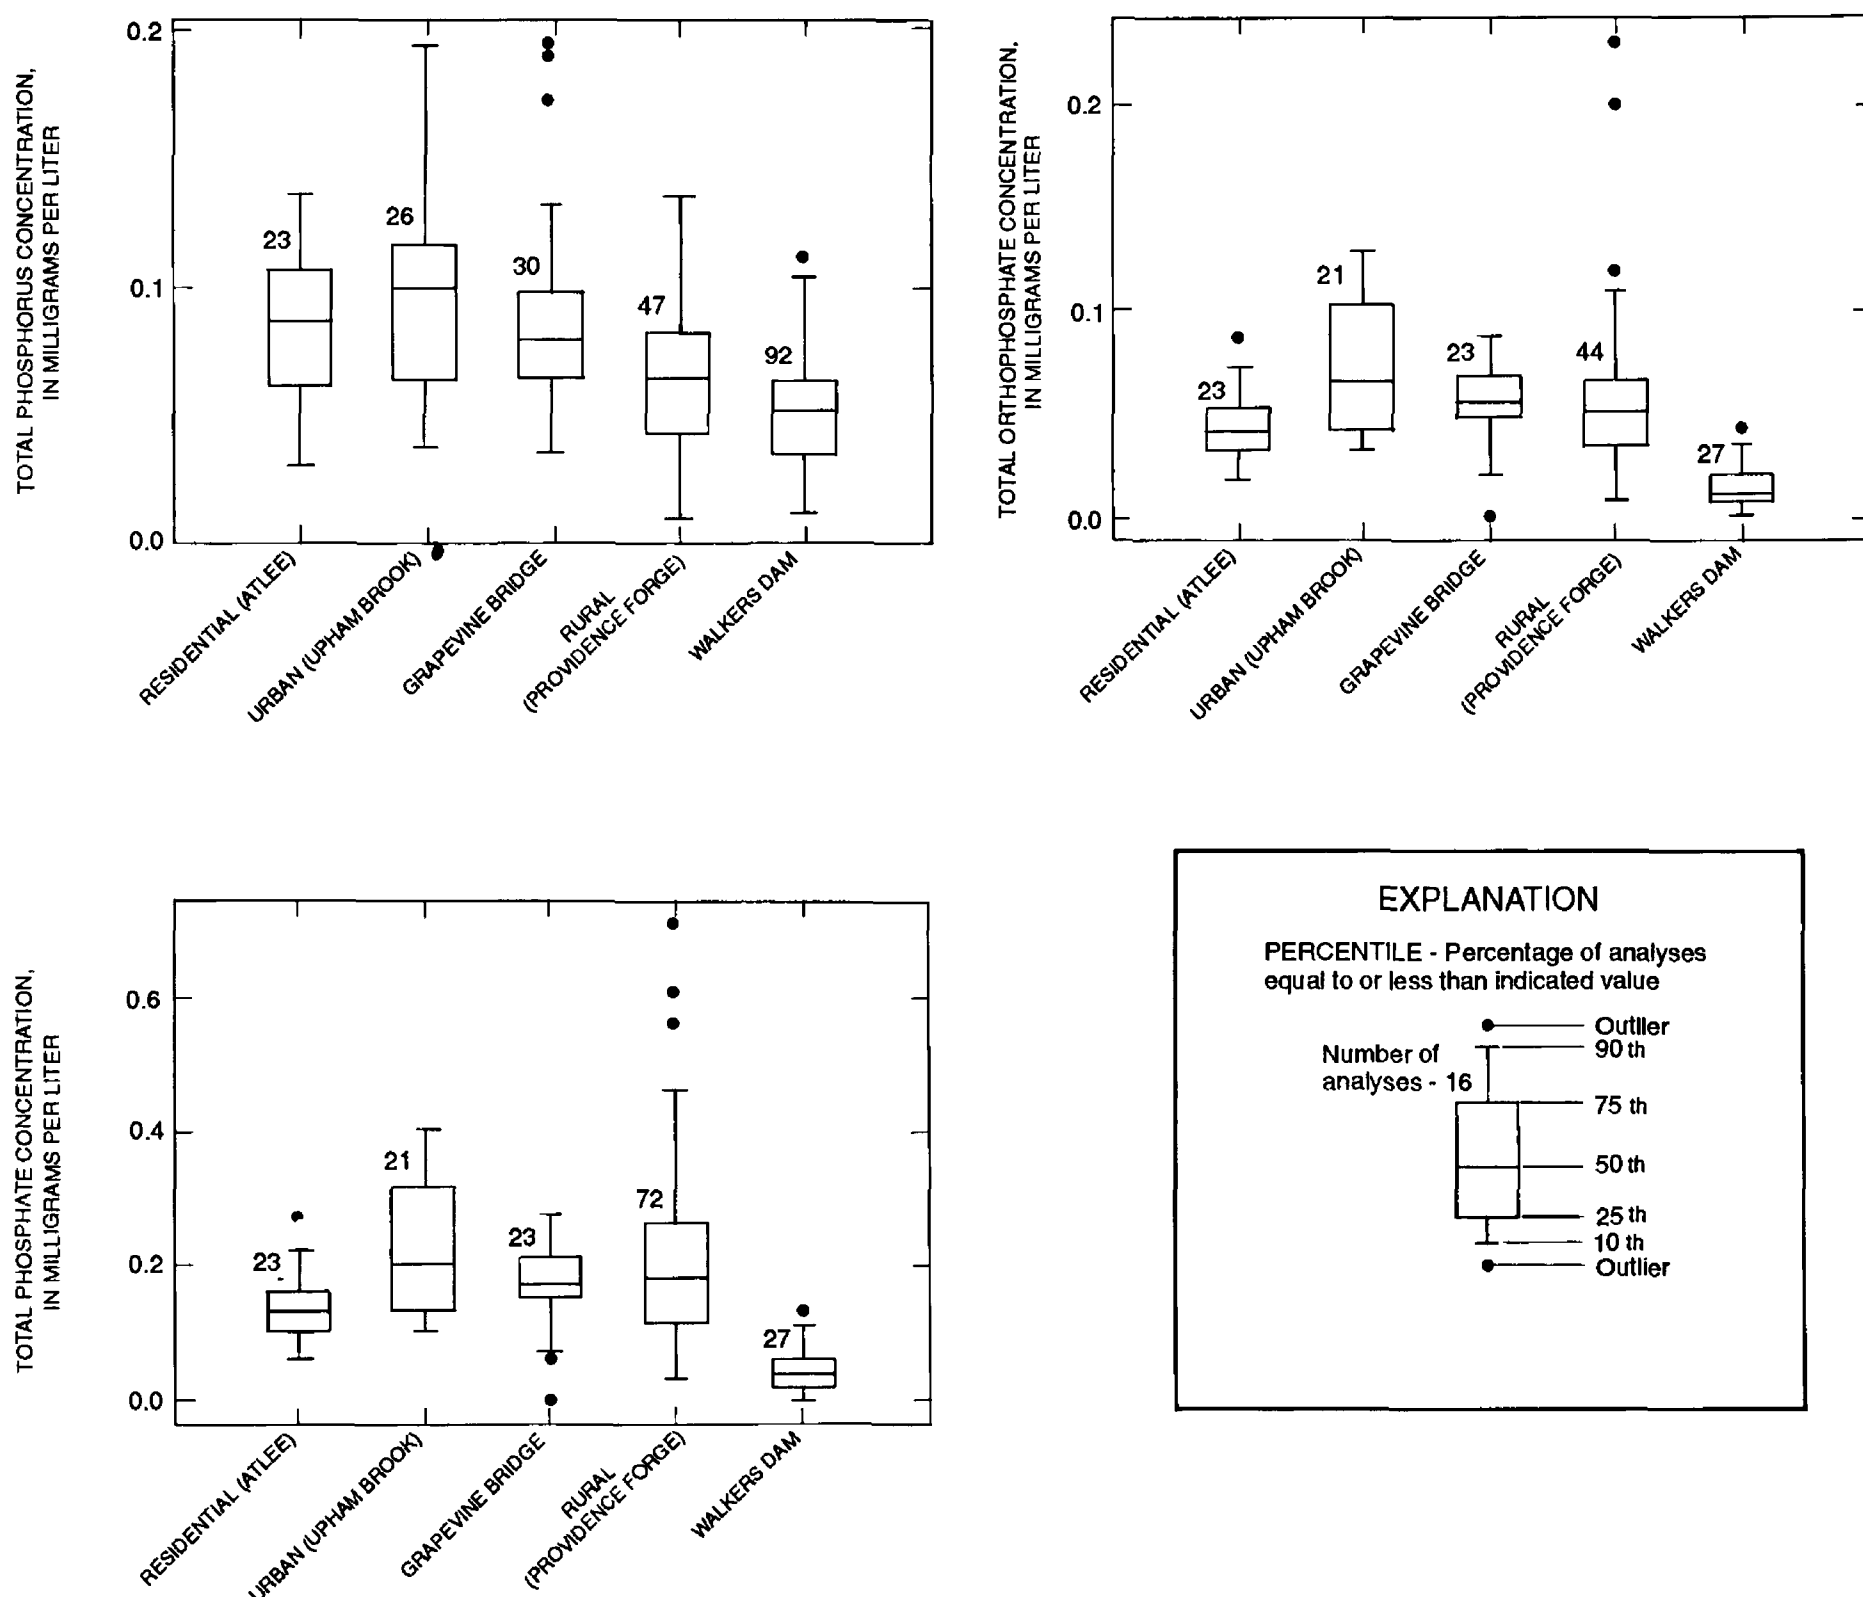 TOTAL PHOSPHORUS CONCENTRATION,
IN MILLIGRAMS PER LITER
0.2
0.1
0.0
23
26
30
47
92
RESIDENTIAL (ATLEE)
URBAN (UPHAM BROOK)
GRAPEVINE BRIDGE
RURAL
(PROVIDENCE FORGE)
WALKERS DAM
TOTAL ORTHOPHOSPHATE CONCENTRATION,
IN MILLIGRAMS PER LITER
0.2
0.1
0.0
23
21
23
44
27
RESIDENTIAL (ATLEE)
URBAN (UPHAM BROOK)
GRAPEVINE BRIDGE
RURAL
(PROVIDENCE FORGE)
WALKERS DAM
TOTAL PHOSPHATE CONCENTRATION,
IN MILLIGRAMS PER LITER
0.6
0.4
0.2
0.0
23
21
23
72
27
RESIDENTIAL (ATLEE)
URBAN (UPHAM BROOK)
GRAPEVINE BRIDGE
RURAL
(PROVIDENCE FORGE)
WALKERS DAM
EXPLANATION
PERCENTILE - Percentage of analyses
equal to or less than indicated value
Number of
analyses - 16
Outlier
90 th
75 th
50 th
25 th
10 th
Outlier